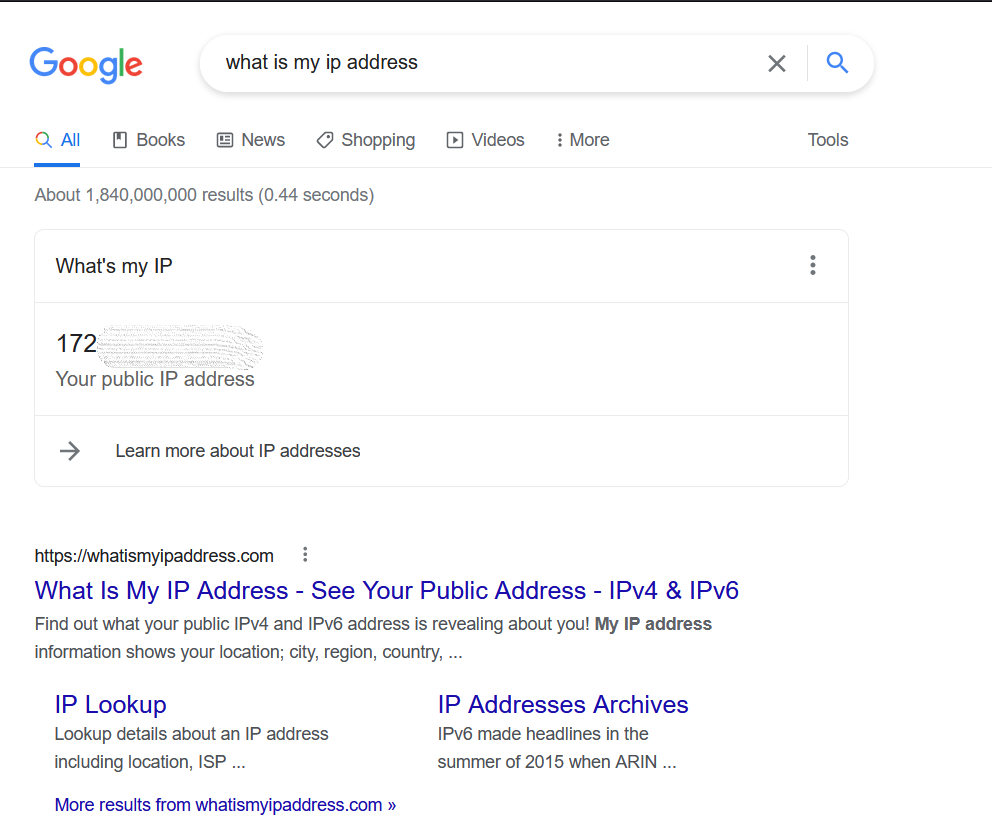 Google
what is my ip address
All Books News Shopping Videos More Tools
About 1,840,000,000 results (0.44 seconds)
What's my IP
172
Your public IP address
Learn more about IP addresses
https://whatismyipaddress.com
What Is My IP Address - See Your Public Address - IPv4 & IPv6
Find out what your public IPv4 and IPv6 address is revealing about you! My IP address
information shows your location; city, region, country, ...
IP Lookup
Lookup details about an IP address
including location, ISP ...
IP Addresses Archives
IPv6 made headlines in the
summer of 2015 when ARIN ...
More results from whatismyipaddress.com »